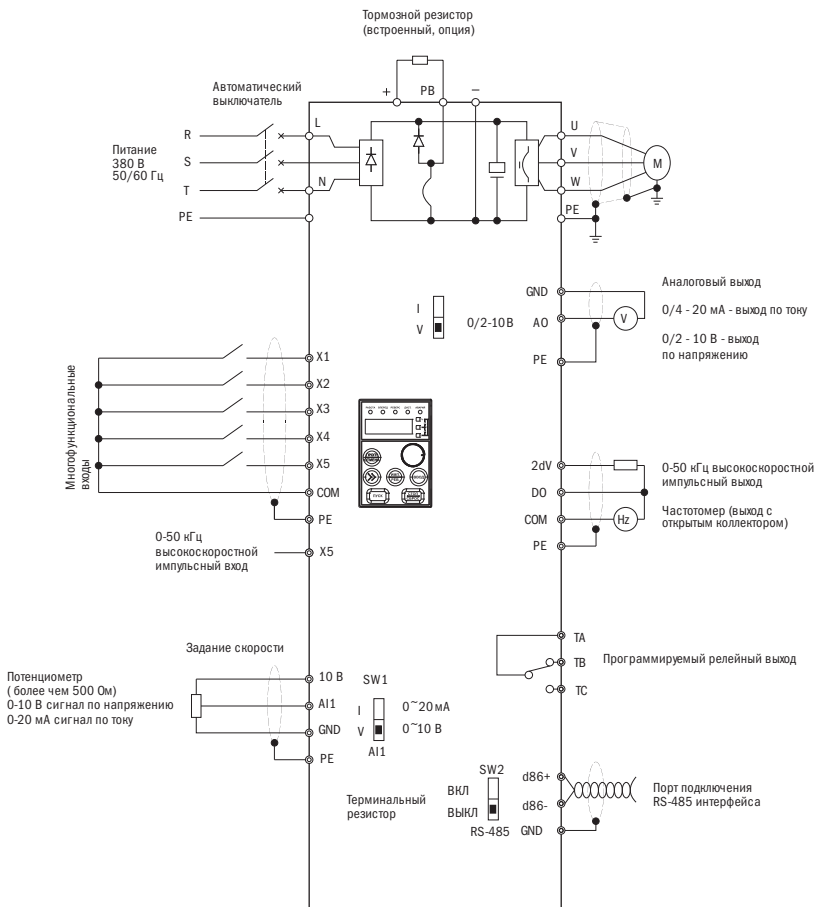 Тормозной резистор
(встроенный, опция)
Автоматический
выключатель
+
PB
−
Питание
380 В
50/60 Гц
R
S
T
PE
L
N
U
V
W
PE
M
I
V
0/2-10В
GND
AO
PE
V
Аналоговый выход
0/4 - 20 мА - выход по току
0/2 - 10 В - выход
по напряжению
Многофункциональные
входы
X1
X2
X3
X4
X5
COM
PE
0-50 кГц
высокоскоростной
импульсный вход
X5
2dV
DO
COM
PE
Hz
0-50 кГц высокоскоростной
импульсный выход
Частотомер (выход с
открытым коллектором)
TA
TB
TC
Программируемый релейный выход
Задание скорости
Потенциометр
( более чем 500 Ом)
0-10 В сигнал по напряжению
0-20 мА сигнал по току
10 В
AI1
GND
PE
SW1
I
V
0~20 мА
0~10 В
AI1
Терминальный
резистор
SW2
ВКЛ
ВЫКЛ
RS-485
d86+
d86-
GND
Порт подключения
RS-485 интерфейса